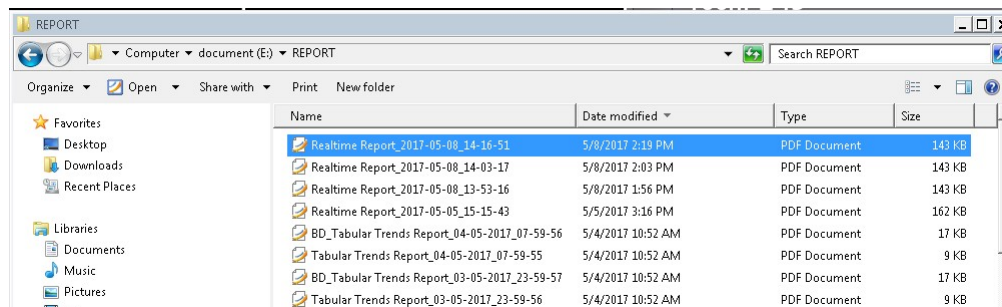 REPORT
Computer document (E:) REPORT
Search REPORT
Organize Open Share with Print New folder
Name Date modified Type Size
Favorites
Desktop
Downloads
Recent Places
Libraries
Documents
Music
Pictures
Realtime Report_2017-05-08_14-16-51 5/8/2017 2:19 PM PDF Document 143 KB
Realtime Report_2017-05-08_14-03-17 5/8/2017 2:03 PM PDF Document 143 KB
Realtime Report_2017-05-08_13-53-16 5/8/2017 1:56 PM PDF Document 143 KB
Realtime Report_2017-05-05_15-15-43 5/5/2017 3:16 PM PDF Document 162 KB
BD_Tabular Trends Report_04-05-2017_07-59-56 5/4/2017 10:52 AM PDF Document 17 KB
Tabular Trends Report_04-05-2017_07-59-55 5/4/2017 10:52 AM PDF Document 9 KB
BD_Tabular Trends Report_03-05-2017_23-59-57 5/4/2017 10:52 AM PDF Document 17 KB
Tabular Trends Report_03-05-2017_23-59-56 5/4/2017 10:52 AM PDF Document 9 KB